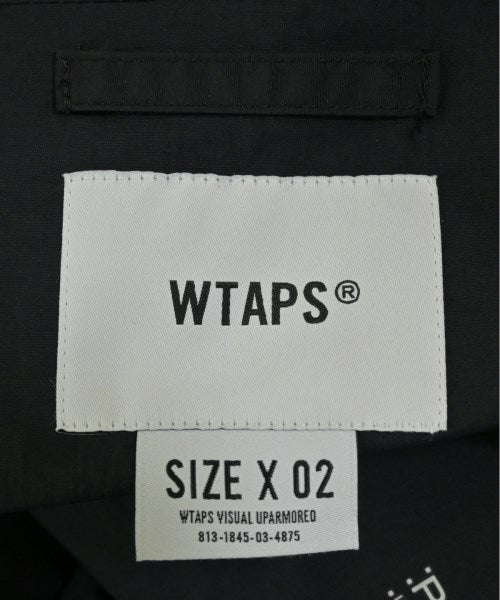 WTAPS®
SIZE X 02
WTAPS VISUAL UPARMORED
813-1845-03-4875